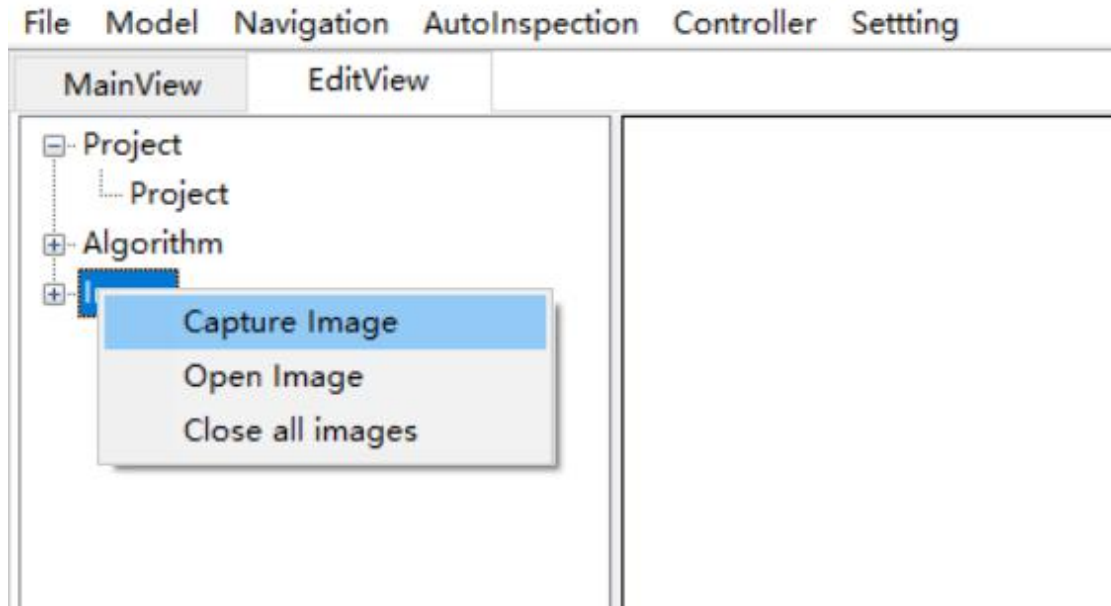 File Model Navigation AutoInspection Controller Settting
MainView EditView
Project
Project
Algorithm
Capture Image
Open Image
Close all images